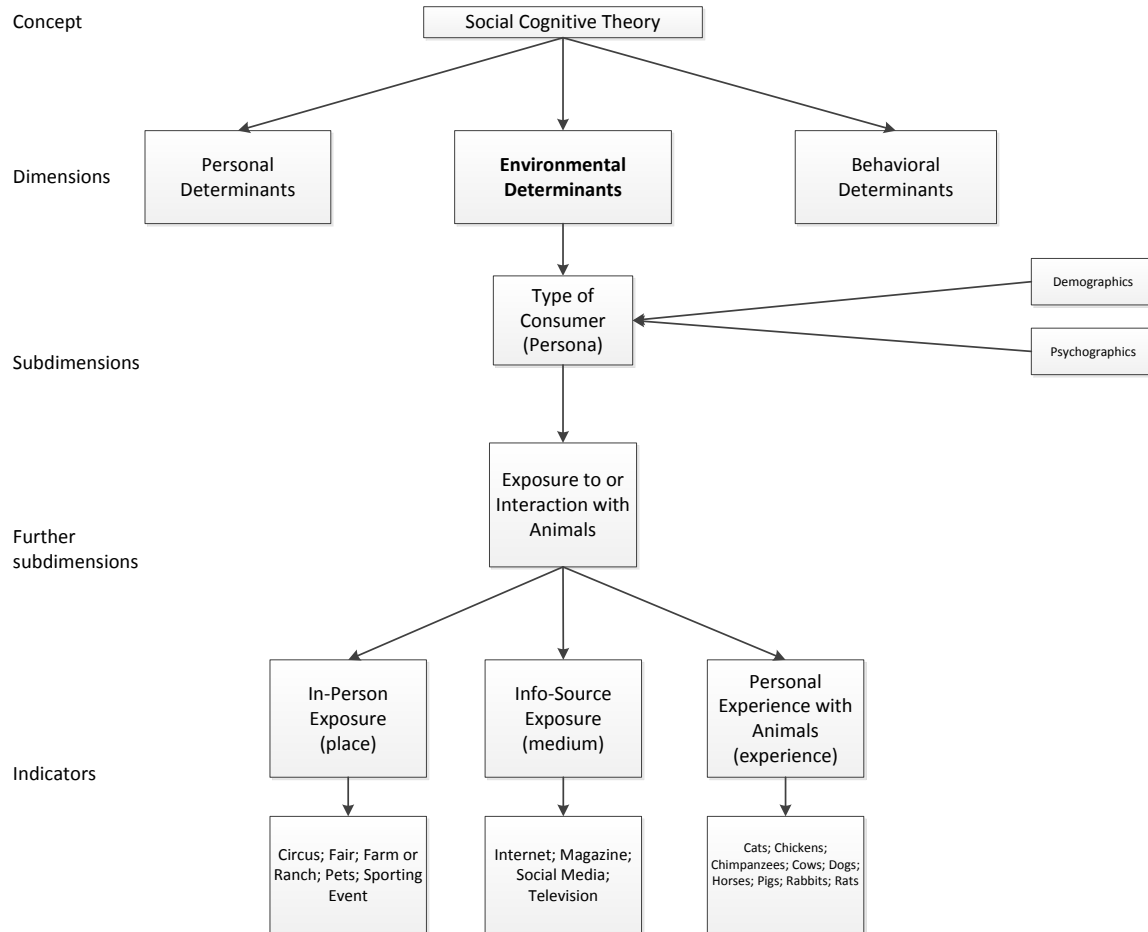 Concept
Social Cognitive Theory
Dimensions
Personal
Determinants
Environmental
Determinants
Behavioral
Determinants
Subdimensions
Type of
Consumer
(Persona)
Demographics
Psychographics
Further
subdimensions
Exposure to or
Interaction with
Animals
Indicators
In-Person
Exposure
(place)
Info-Source
Exposure
(medium)
Personal
Experience with
Animals
(experience)
Circus; Fair; Farm or
Ranch; Pets; Sporting
Event
Internet; Magazine;
Social Media;
Television
Cats; Chickens;
Chimpanzees; Cows; Dogs;
Horses; Pigs; Rabbits; Rats